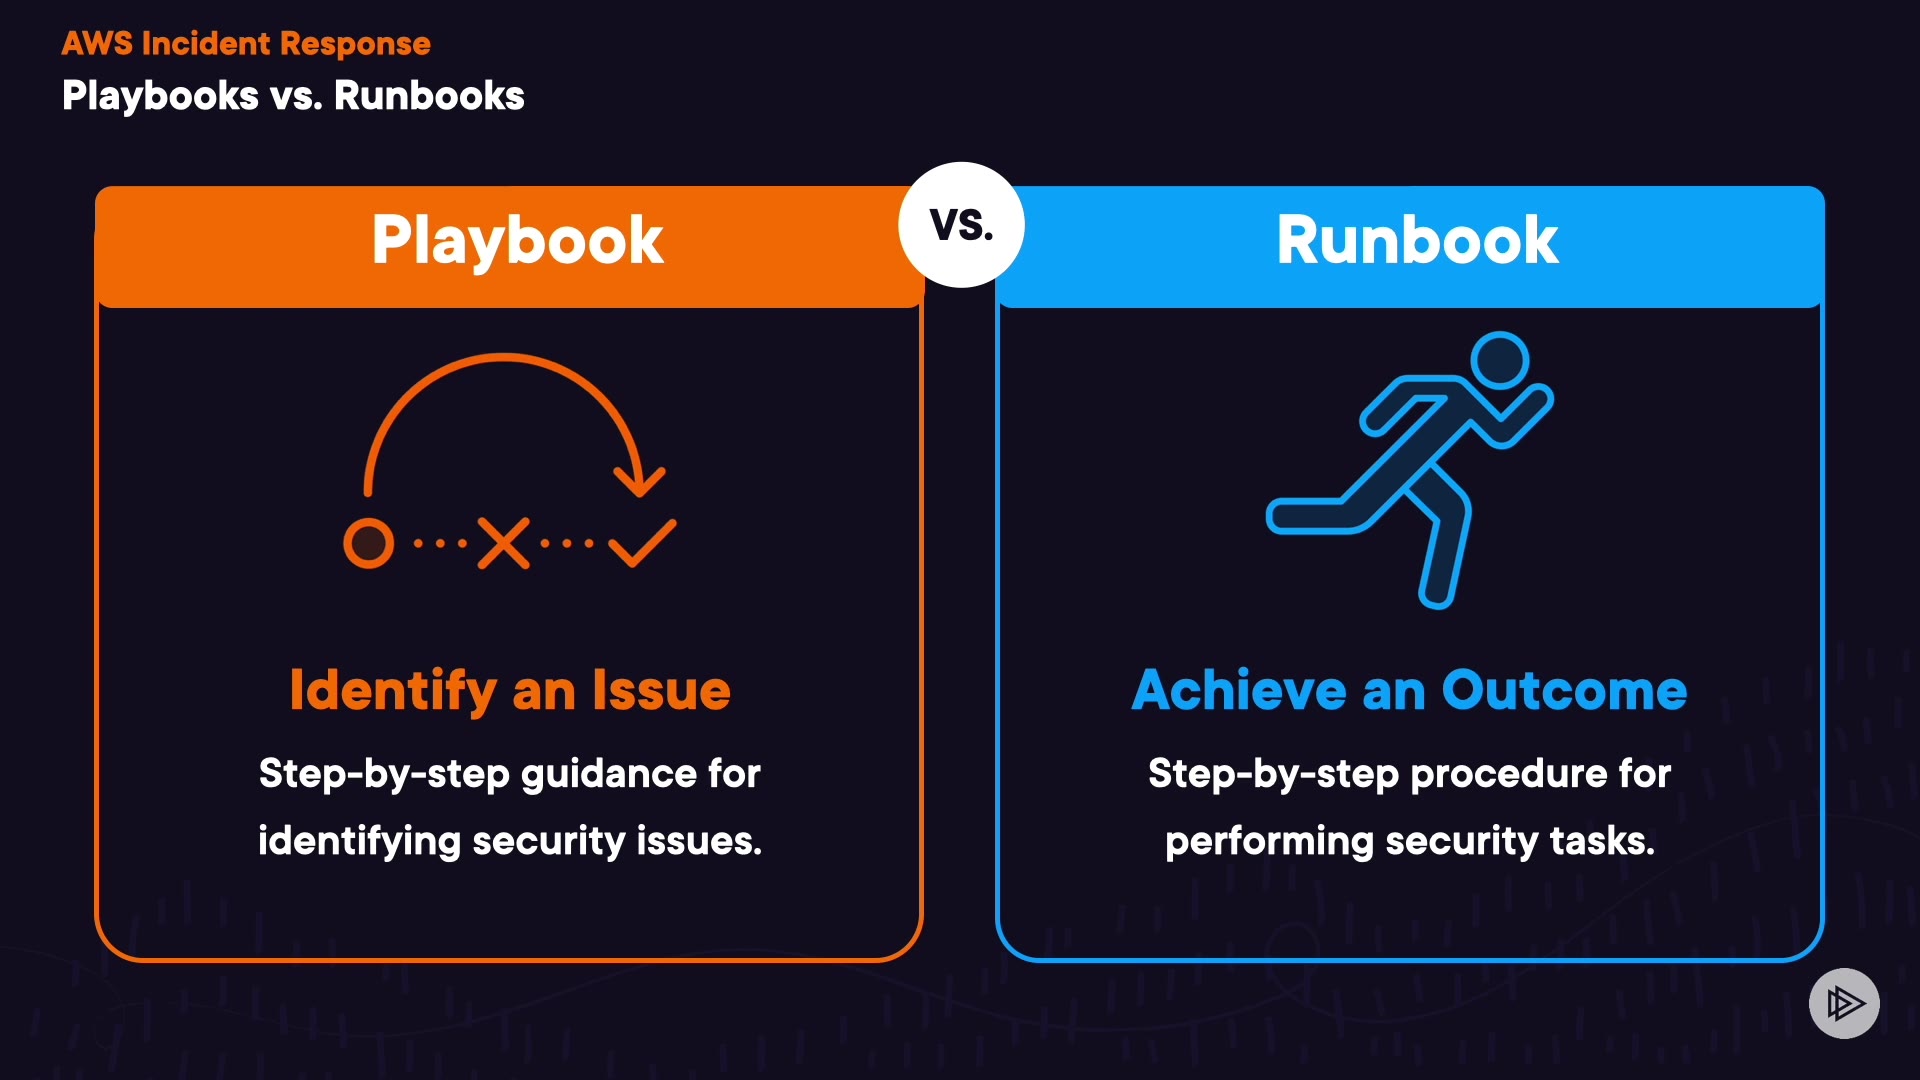 AWS Incident Response
Playbooks vs. Runbooks
Playbook
VS.
Runbook
Identify an Issue
Step-by-step guidance for
identifying security issues.
Achieve an Outcome
Step-by-step procedure for
performing security tasks.